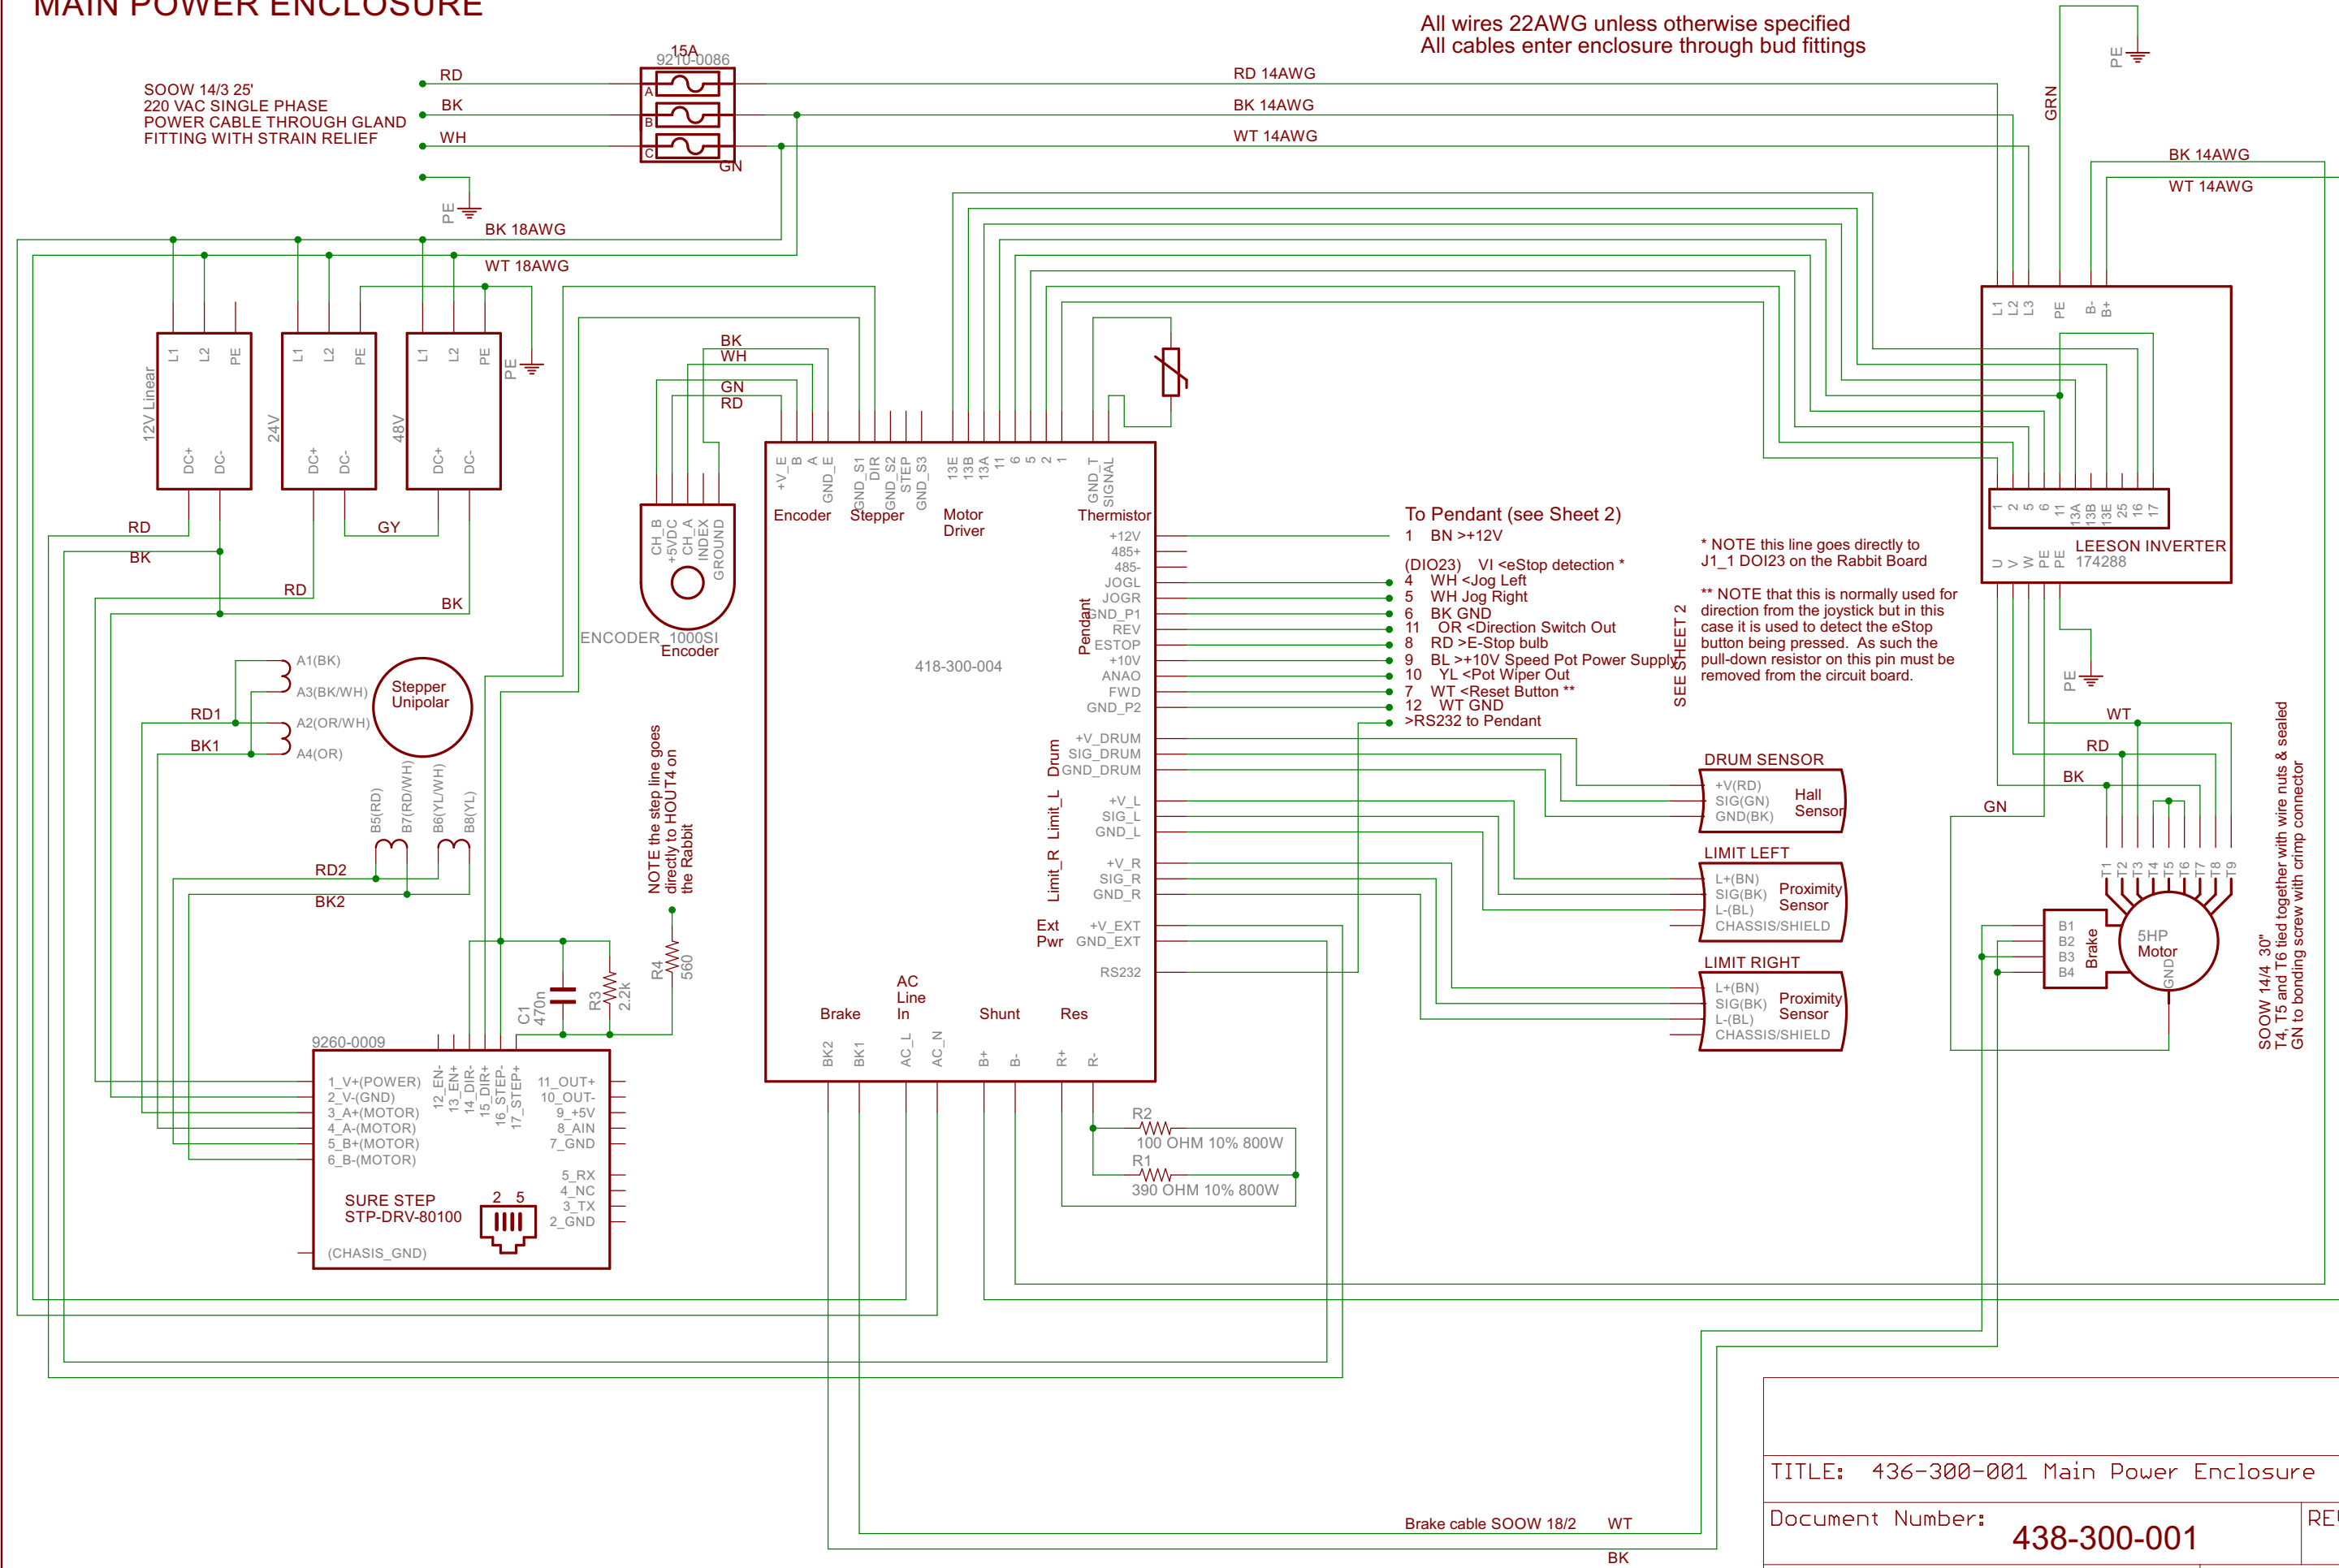 MAIN POWER ENCLOSURE
All wires 22AWG unless otherwise specified
All cables enter enclosure through bud fittings
SOOW 14/3 25'
220 VAC SINGLE PHASE
POWER CABLE THROUGH GLAND
FITTING WITH STRAIN RELIEF
RD
BK
WH
PE
15A
9210-0086
A
B
C
GN
RD 14AWG
BK 14AWG
WT 14AWG
GRN
PE
BK 14AWG
WT 14AWG
BK 18AWG
WT 18AWG
L1
L2
PE
12V Linear
DC+
DC-
L1
L2
PE
24V
DC+
DC-
L1
L2
PE
48V
DC+
DC-
PE
RD
BK
GY
RD
BK
BK
WH
GN
RD
CH_B
+5VDC
CH_A
INDEX
GROUND
ENCODER_1000SI
Encoder
A1(BK)
A3(BK/WH)
A2(OR/WH)
A4(OR)
RD1
BK1
Stepper
Unipolar
B5(RD)
B7(RD/WH)
B6(YL/WH)
B8(YL)
RD2
BK2
NOTE the step line goes
directly to HOUT4 on
the Rabbit
C1
470n
R3
2.2k
R4
560
9260-0009
1_V+(POWER)
2_V-(GND)
3_A+(MOTOR)
4_A-(MOTOR)
5_B+(MOTOR)
6_B-(MOTOR)
12_EN-
13_EN+
14_DIR-
15_DIR+
16_STEP-
17_STEP+
11_OUT+
10_OUT-
9_+5V
8_AIN
7_GND
5_RX
4_NC
3_TX
2_GND
SURE STEP
STP-DRV-80100
2 5
(CHASIS_GND)
+V_E
B
A
GND_E
GND_S1
DIR
GND_S2
STEP
GND_S3
13E
13B
13A
11
6
5
2
1
GND_T
SIGNAL
Encoder
Stepper
Motor
Driver
Thermistor
418-300-004
+12V
485+
485-
JOGL
JOGR
GND_P1
REV
ESTOP
+10V
ANAO
FWD
GND_P2
Pendant
+V_DRUM
SIG_DRUM
GND_DRUM
Drum
+V_L
SIG_L
GND_L
Limit_L
+V_R
SIG_R
GND_R
Limit_R
Ext
Pwr
+V_EXT
GND_EXT
RS232
Brake
AC
Line
In
Shunt
Res
BK2
BK1
AC_L
AC_N
B+
B-
R+
R-
R2
100 OHM 10% 800W
R1
390 OHM 10% 800W
To Pendant (see Sheet 2)
1 BN >+12V
(DIO23) VI <eStop detection *
4 WH <Jog Left
5 WH Jog Right
6 BK GND
11 OR <Direction Switch Out
8 RD >E-Stop bulb
9 BL >+10V Speed Pot Power Supply
10 YL <Pot Wiper Out
7 WT <Reset Button **
12 WT GND
>RS232 to Pendant
SEE SHEET 2
* NOTE this line goes directly to
J1_1 DOI23 on the Rabbit Board
** NOTE that this is normally used for
direction from the joystick but in this
case it is used to detect the eStop
button being pressed. As such the
pull-down resistor on this pin must be
removed from the circuit board.
DRUM SENSOR
+V(RD)
SIG(GN)
GND(BK)
Hall
Sensor
LIMIT LEFT
L+(BN)
SIG(BK)
L-(BL)
CHASSIS/SHIELD
Proximity
Sensor
LIMIT RIGHT
L+(BN)
SIG(BK)
L-(BL)
CHASSIS/SHIELD
Proximity
Sensor
L1
L2
L3
PE
B-
B+
1
2
5
6
11
13A
13B
13E
25
16
17
LEESON INVERTER
174288
U
V
W
PE
PE
PE
WT
RD
BK
GN
T1
T2
T3
T4
T5
T6
T7
T8
T9
B1
B2
B3
B4
Brake
5HP
Motor
GND
SOOW 14/4 30"
T4, T5 and T6 tied together with wire nuts & sealed
GN to bonding screw with crimp connector
Brake cable SOOW 18/2
WT
BK
TITLE: 436-300-001 Main Power Enclosure
Document Number:
438-300-001